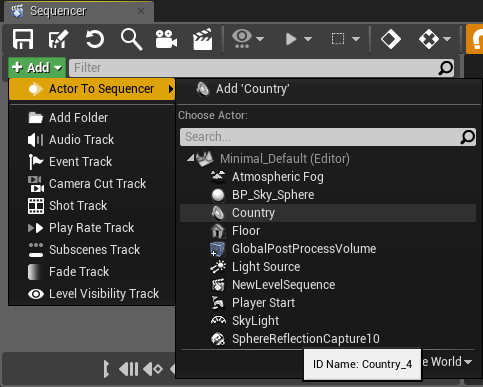 Sequencer
Add
Filter
Actor To Sequencer
Add 'Country'
Add Folder
Audio Track
Event Track
Camera Cut Track
Shot Track
Play Rate Track
Subscenes Track
Fade Track
Level Visibility Track
Choose Actor:
Search...
Minimal_Default (Editor)
Atmospheric Fog
BP_Sky_Sphere
Country
Floor
GlobalPostProcessVolume
Light Source
NewLevelSequence
Player Start
SkyLight
SphereReflectionCapture10
ID Name: Country_4
World